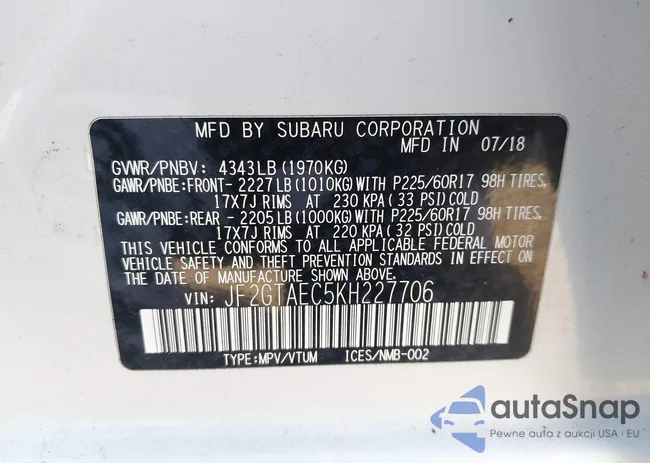 MFD BY SUBARU CORPORATION
MFD IN 07/18
GVWR/PNBV: 4343LB (1970KG)
GAWR/PNBE:FRONT- 2227LB (1010KG)WITH P225/60R17 98H TIRES,
17X7J RIMS AT 230 KPA (33 PSI) COLD
GAWR/PNBE:REAR - 2205LB (1000KG)WITH P225/60R17 98H TIRES,
17X7J RIMS AT 220 KPA (32 PSI) COLD
THIS VEHICLE CONFORMS TO ALL APPLICABLE FEDERAL MOTOR
VEHICLE SAFETY AND THEFT PREVENTION STANDARDS IN EFFECT ON
THE DATE OF MANUFACTURE SHOWN ABOVE.
VIN: JF2GTAEC5KH227706
TYPE:MPV/VTUM ICES/NMB-002
autoSnap
Pewne auta z aukcji USA i EU